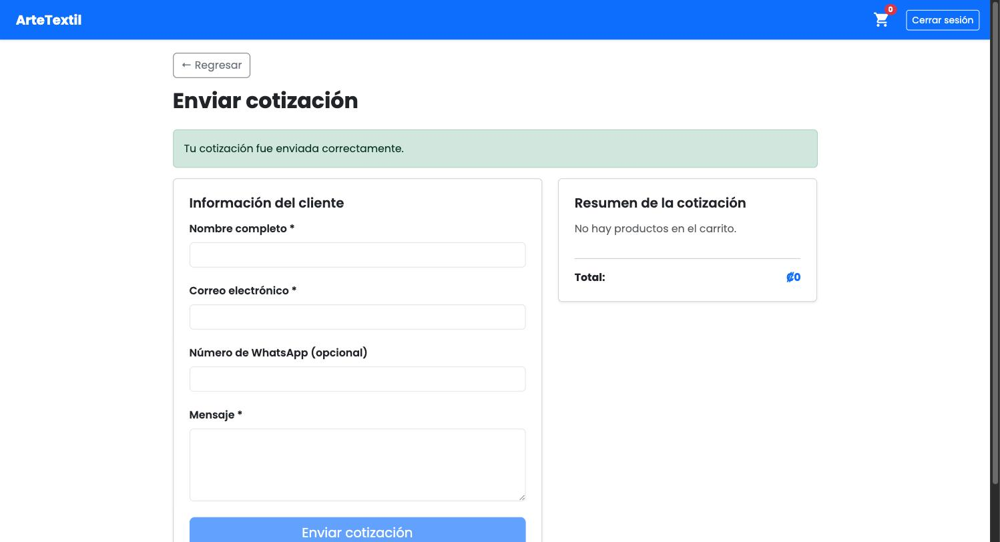 ArteTextil
0
Cerrar sesión
← Regresar
Enviar cotización
Tu cotización fue enviada correctamente.
Información del cliente
Nombre completo *
Correo electrónico *
Número de WhatsApp (opcional)
Mensaje *
Enviar cotización
Resumen de la cotización
No hay productos en el carrito.
Total: ₡0